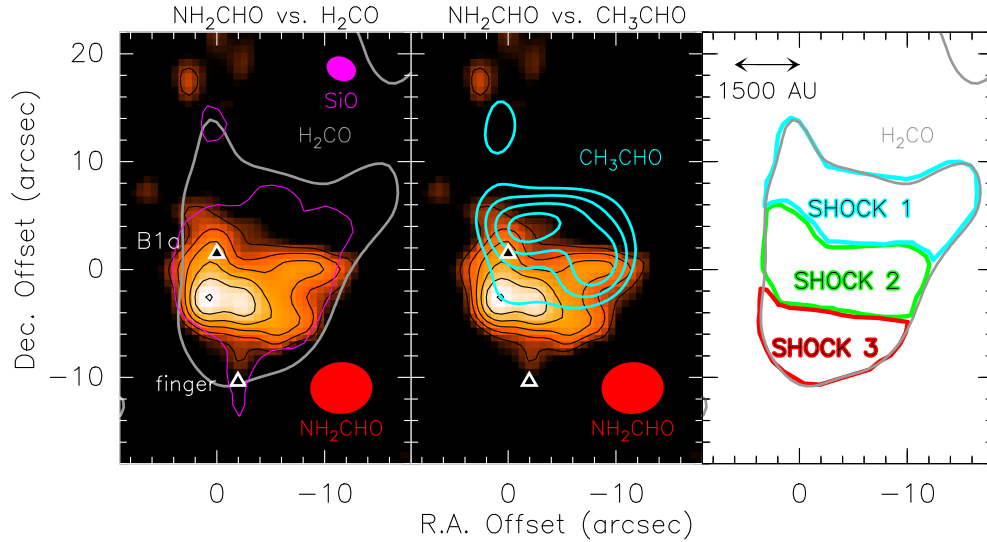 NH₂CHO vs. H₂CO
NH₂CHO vs. CH₃CHO
20
10
0
−10
Dec. Offset (arcsec)
SiO
H₂CO
B1a
finger
NH₂CHO
CH₃CHO
NH₂CHO
1500 AU
H₂CO
SHOCK 1
SHOCK 2
SHOCK 3
0
−10
0
−10
0
−10
R.A. Offset (arcsec)